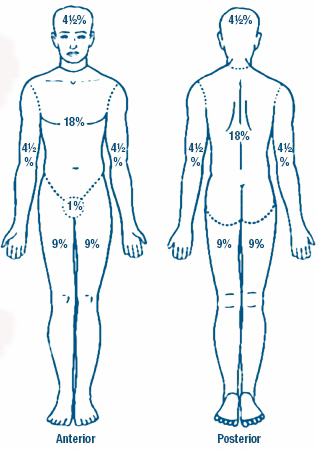 4½% 4½%
18% 18%
4½ % 4½ % 4½ % 4½ %
1%
9% 9% 9% 9%
Anterior Posterior